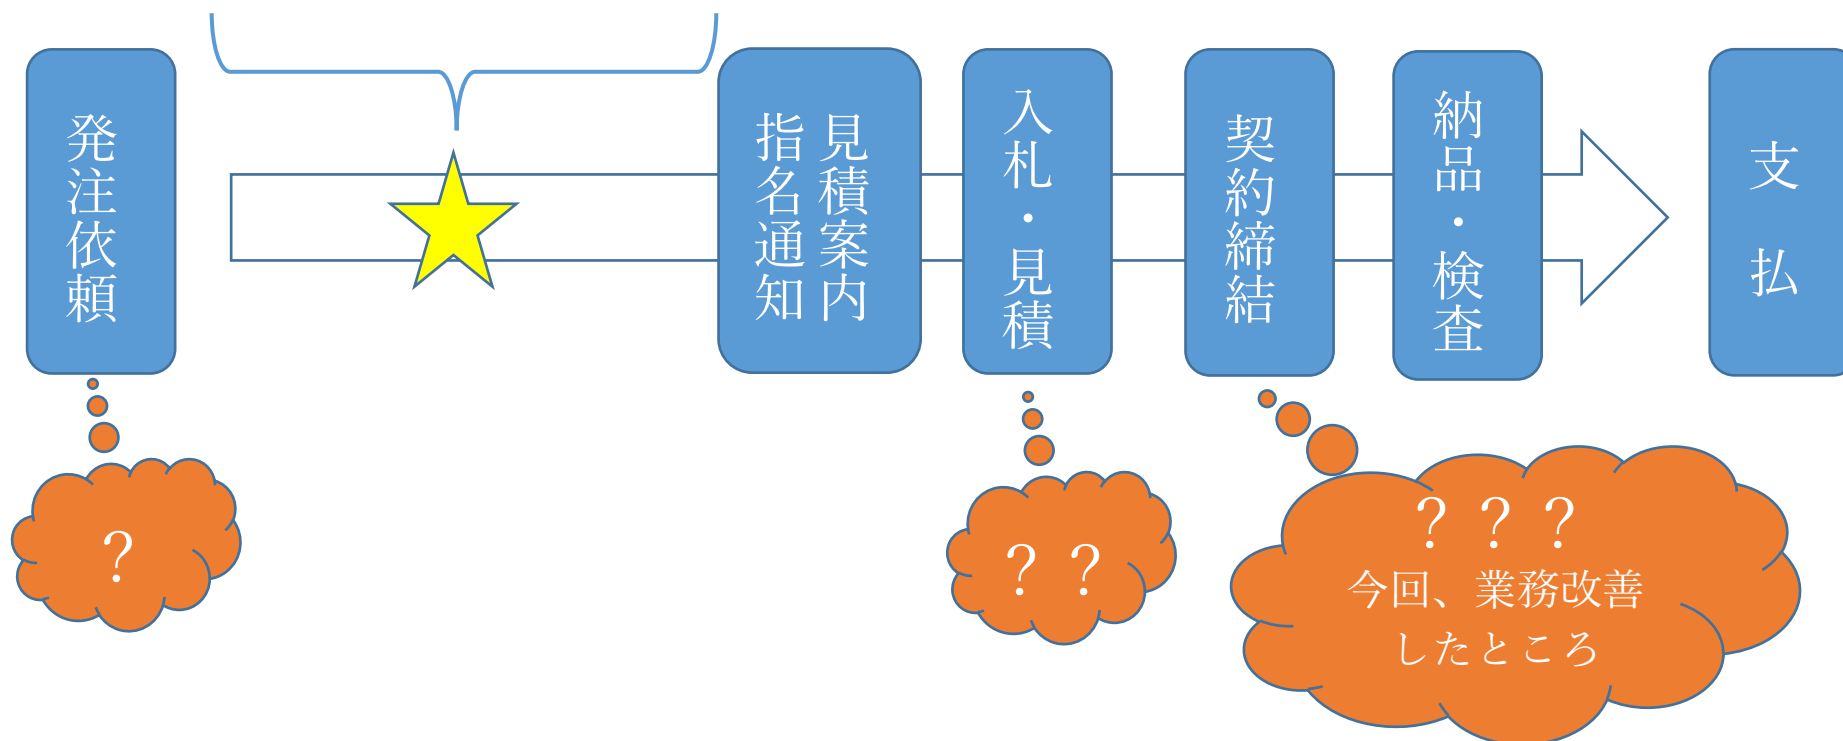 発注依頼
見積案内
指名通知
入札・見積
契約締結
納品・検査
支払
？
？？
？？？
今回、業務改善
したところ